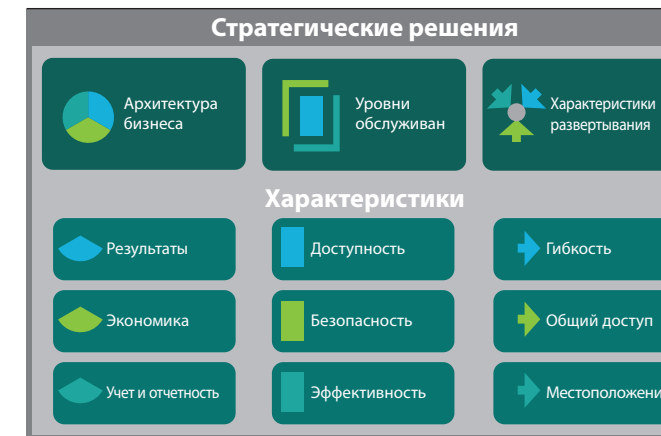 Стратегические решения
Архитектура
бизнеса
Уровни
обслуживан
Характеристики
развертывания
Характеристики
Результаты
Доступность
Гибкость
Экономика
Безопасность
Общий доступ
Учет и отчетность
Эффективность
Местоположени